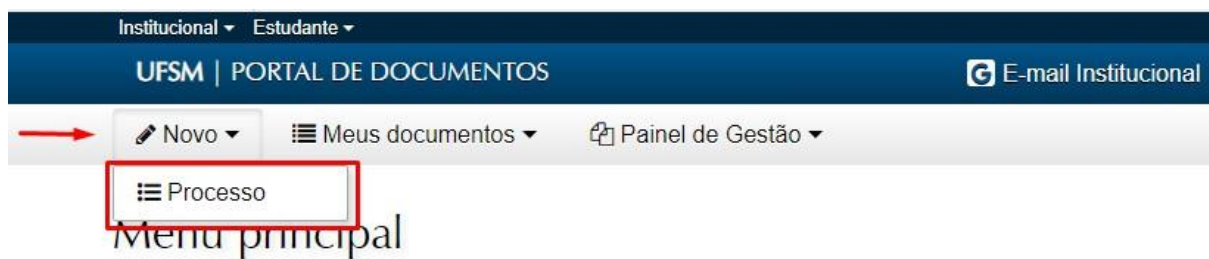 Institucional Estudante
UFSM | PORTAL DE DOCUMENTOS
G E-mail Institucional
Novo Meus documentos Painel de Gestão
Processo
Menu principal